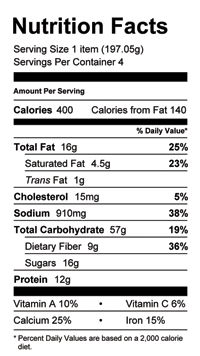 Nutrition Facts
Serving Size 1 item (197.05g)
Servings Per Container 4
Amount Per Serving
Calories 400 Calories from Fat 140
% Daily Value*
Total Fat 16g 25%
Saturated Fat 4.5g 23%
Trans Fat 1g
Cholesterol 15mg 5%
Sodium 910mg 38%
Total Carbohydrate 57g 19%
Dietary Fiber 9g 36%
Sugars 16g
Protein 12g
Vitamin A 10% • Vitamin C 6%
Calcium 25% • Iron 15%
* Percent Daily Values are based on a 2,000 calorie
diet.